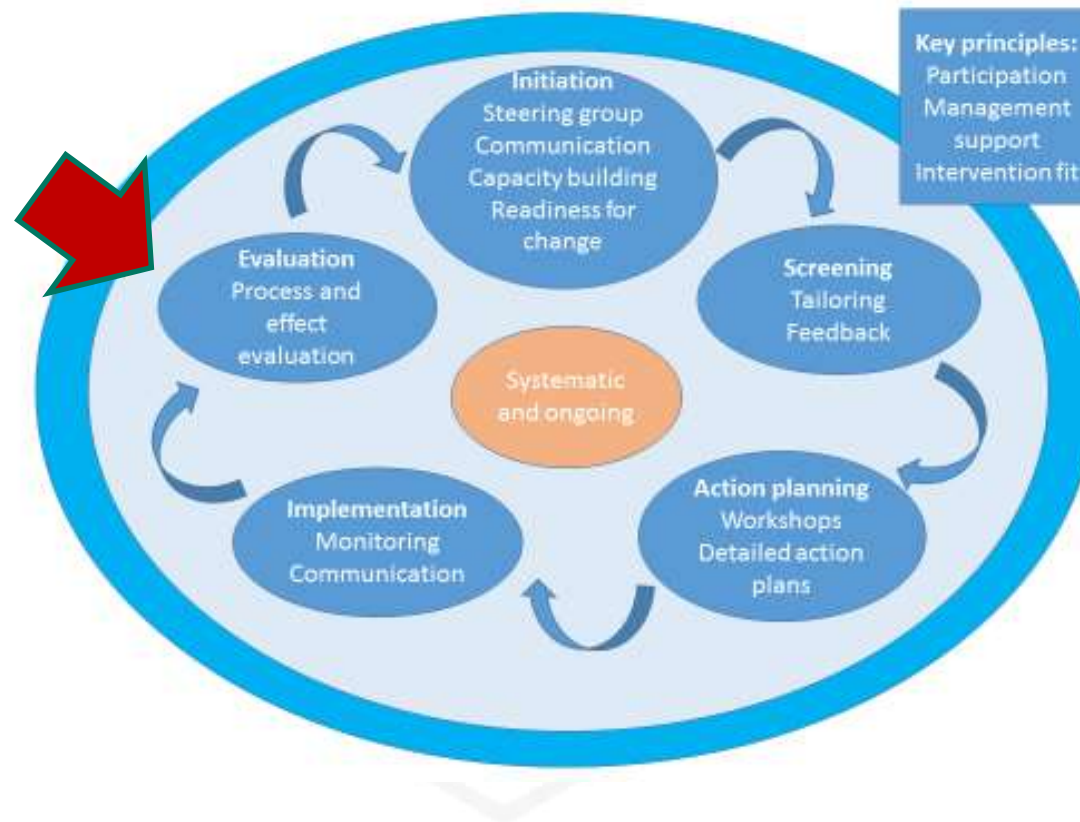 Key principles:
Participation
Management
support
Intervention fit
Initiation
Steering group
Communication
Capacity building
Readiness for
change
Screening
Tailoring
Feedback
Action planning
Workshops
Detailed action
plans
Implementation
Monitoring
Communication
Evaluation
Process and
effect
evaluation
Systematic
and ongoing